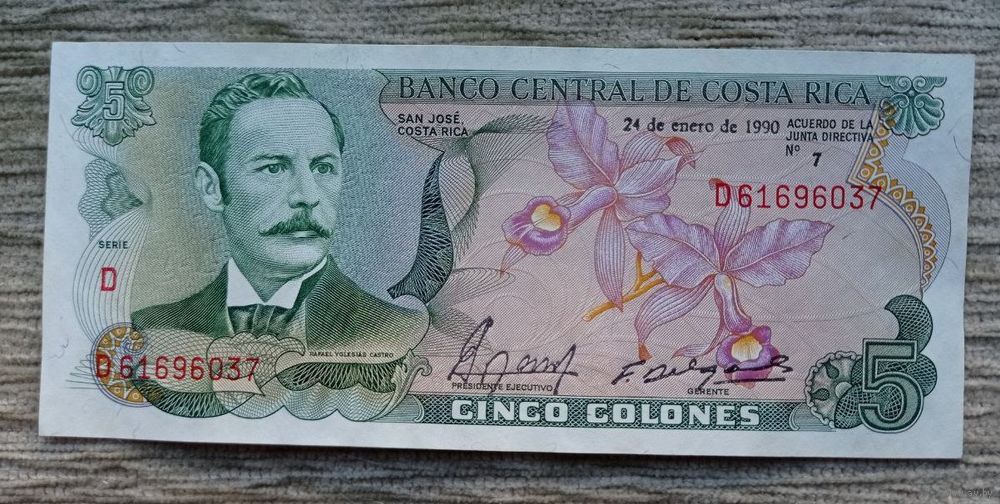 5
BANCO CENTRAL DE COSTA RICA
SAN JOSÉ,
COSTA RICA
24 de enero de 1990
ACUERDO DE LA
JUNTA DIRECTIVA
Nº 7
D61696037
SERIE
D
RAFAEL YGLESIAS CASTRO
D61696037
PRESIDENTE EJECUTIVO
GERENTE
CINCO COLONES
5